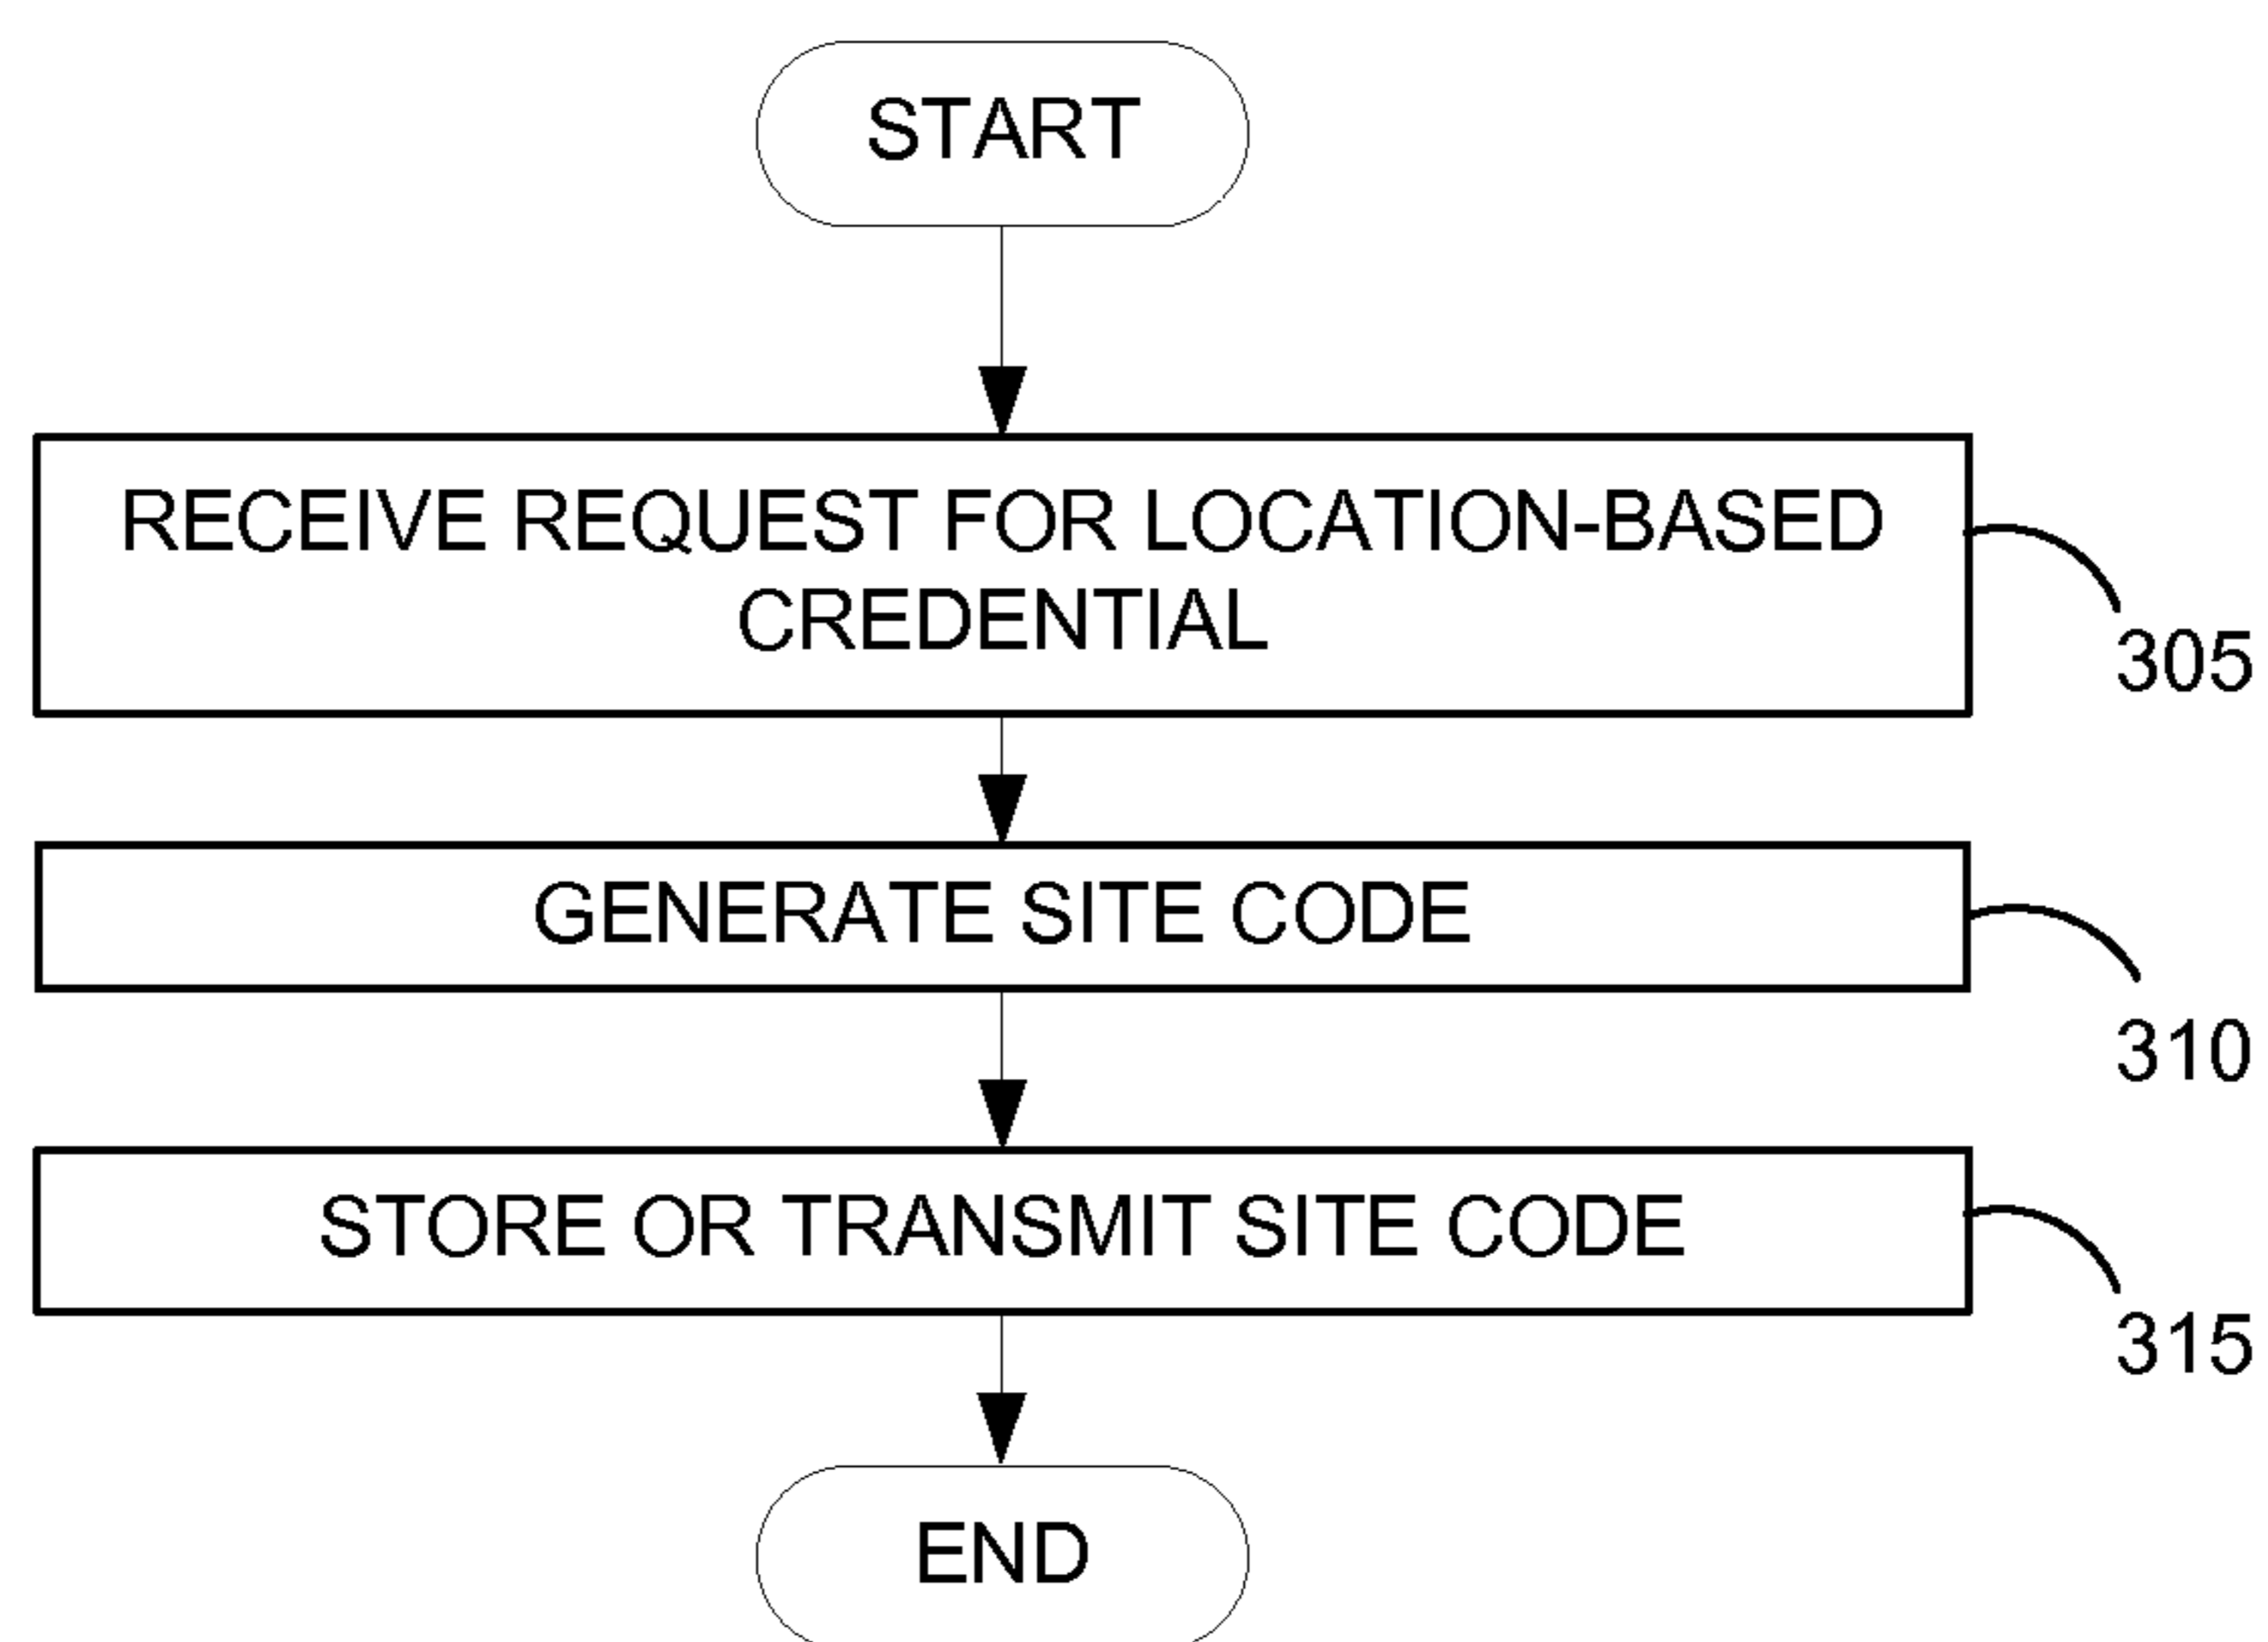 START
RECEIVE REQUEST FOR LOCATION-BASED
CREDENTIAL
305
GENERATE SITE CODE
310
STORE OR TRANSMIT SITE CODE
315
END